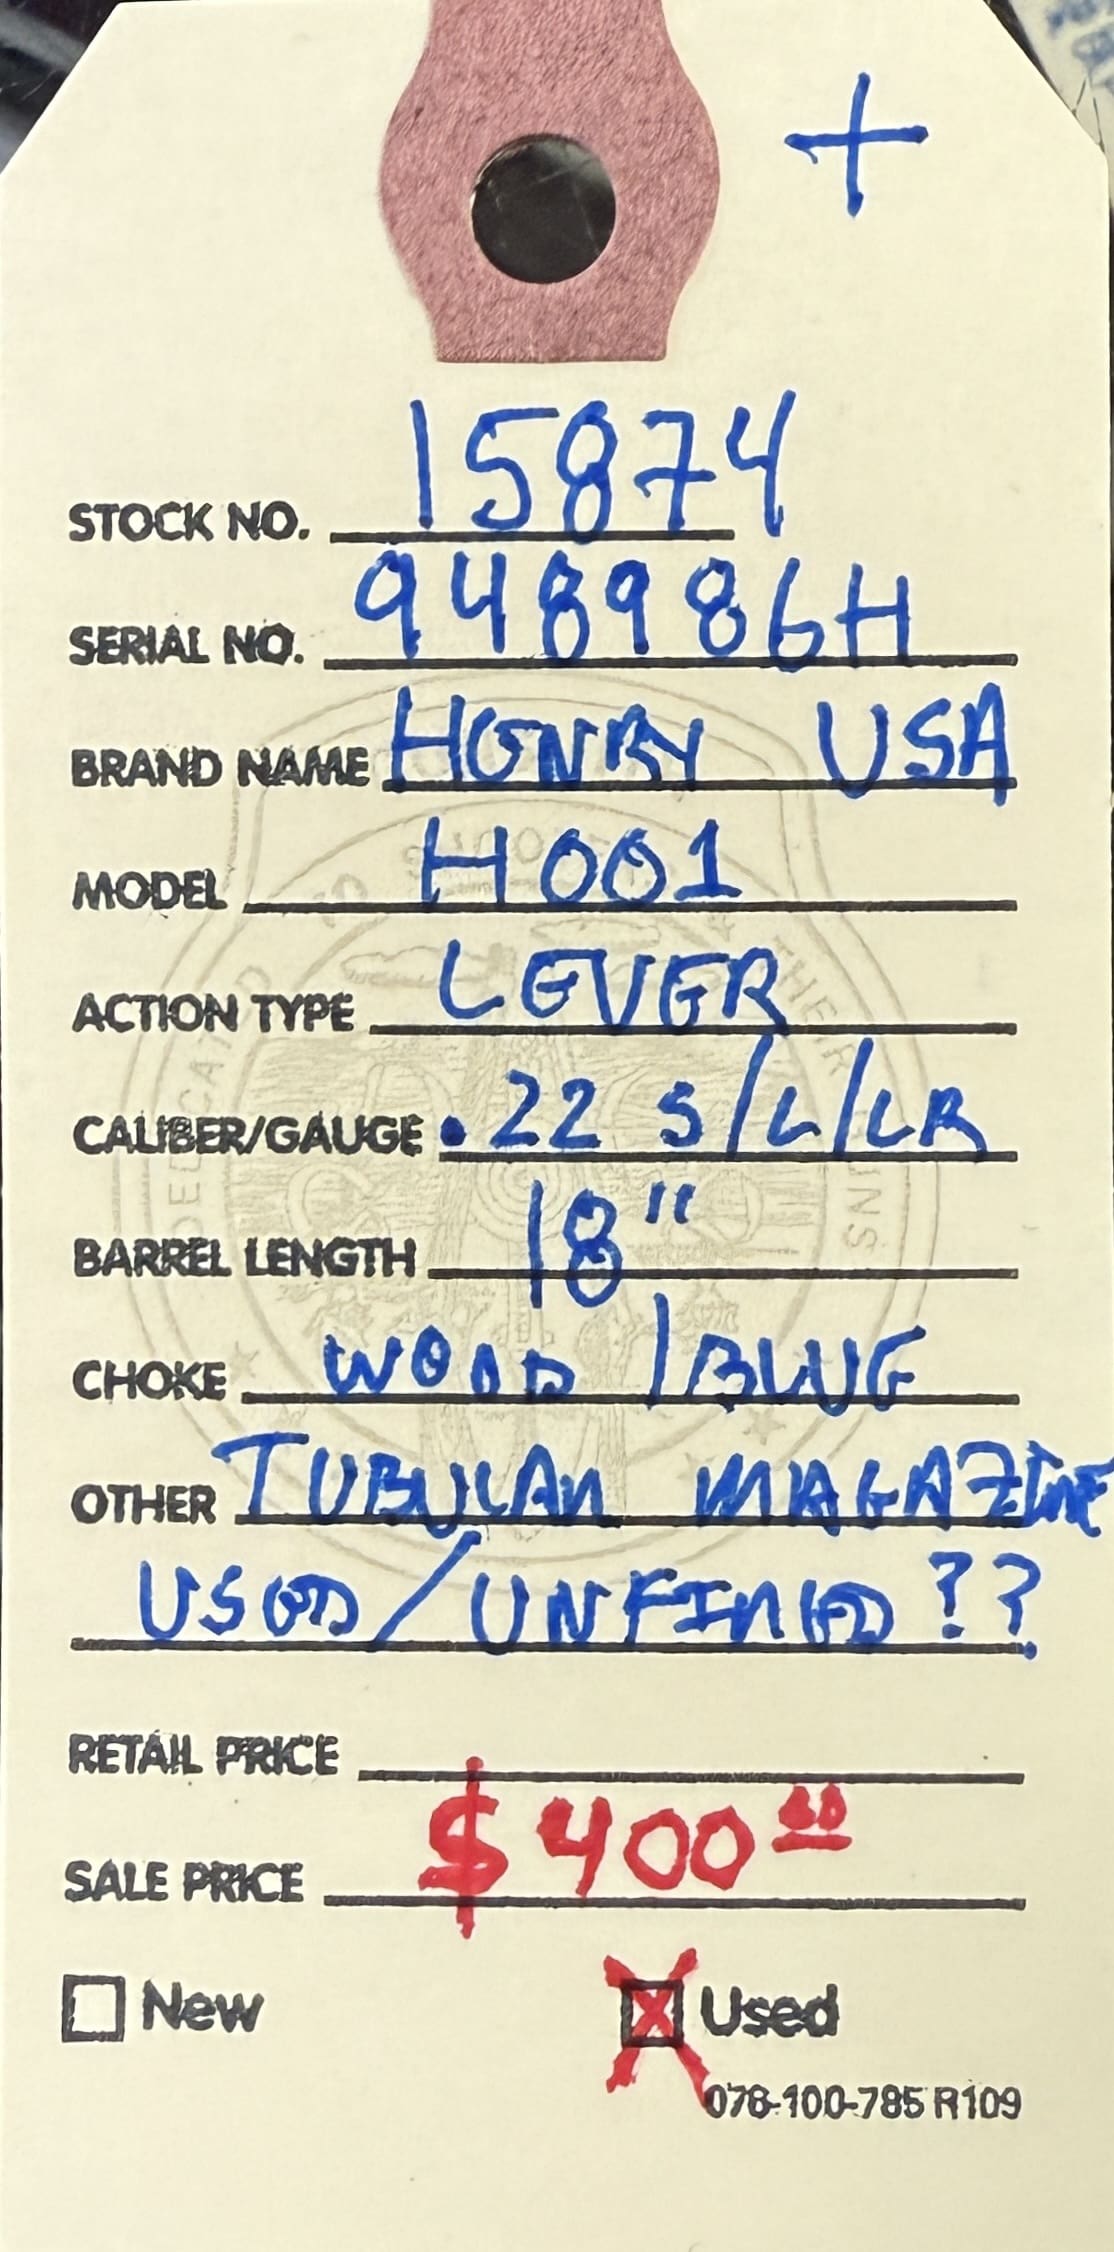 +
STOCK NO. 15874
SERIAL NO. 948986H
BRAND NAME HENRY USA
MODEL H001
ACTION TYPE LEVER
CALIBER/GAUGE .22 S/L/LR
BARREL LENGTH 18"
CHOKE WOOD/BLUE
OTHER TUBULAR MAGAZINE
USED/UNFIRED??
RETAIL PRICE
SALE PRICE $400.00
New X Used
078-100-785 R109